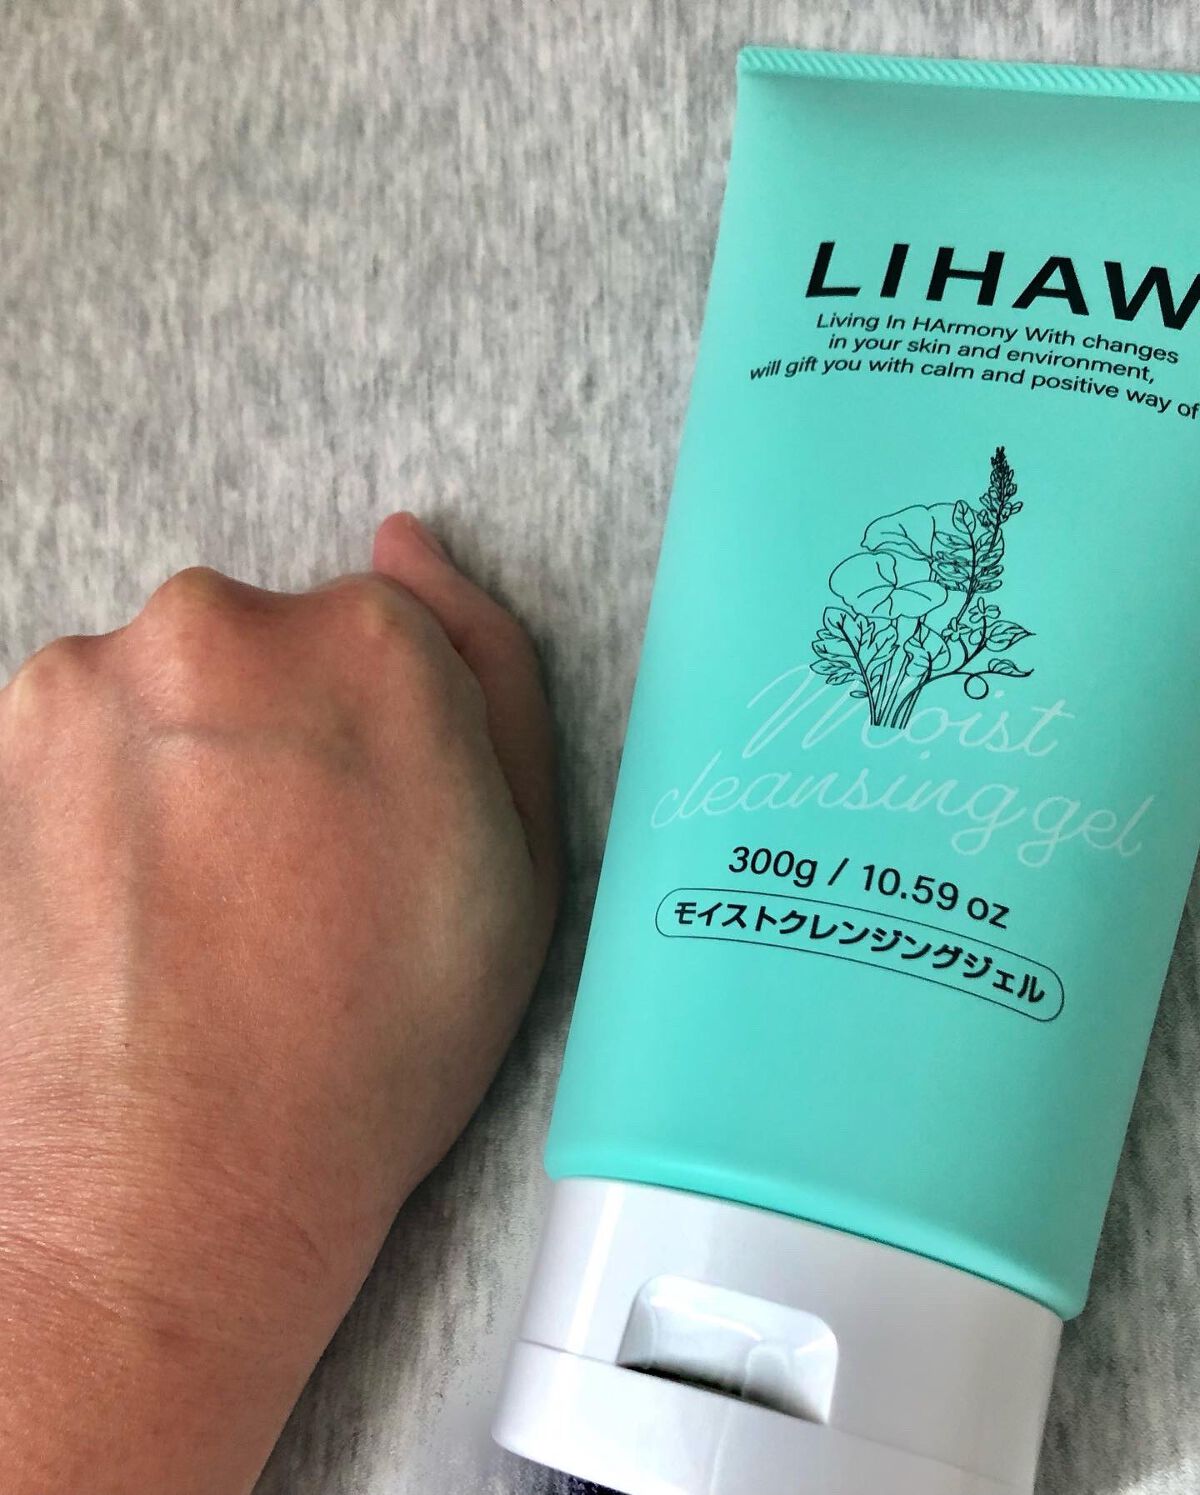 LIHAW
Living In HArmony With changes
in your skin and environment,
will gift you with calm and positive way of
Moist
cleansing gel
300g / 10.59 oz
モイストクレンジングジェル